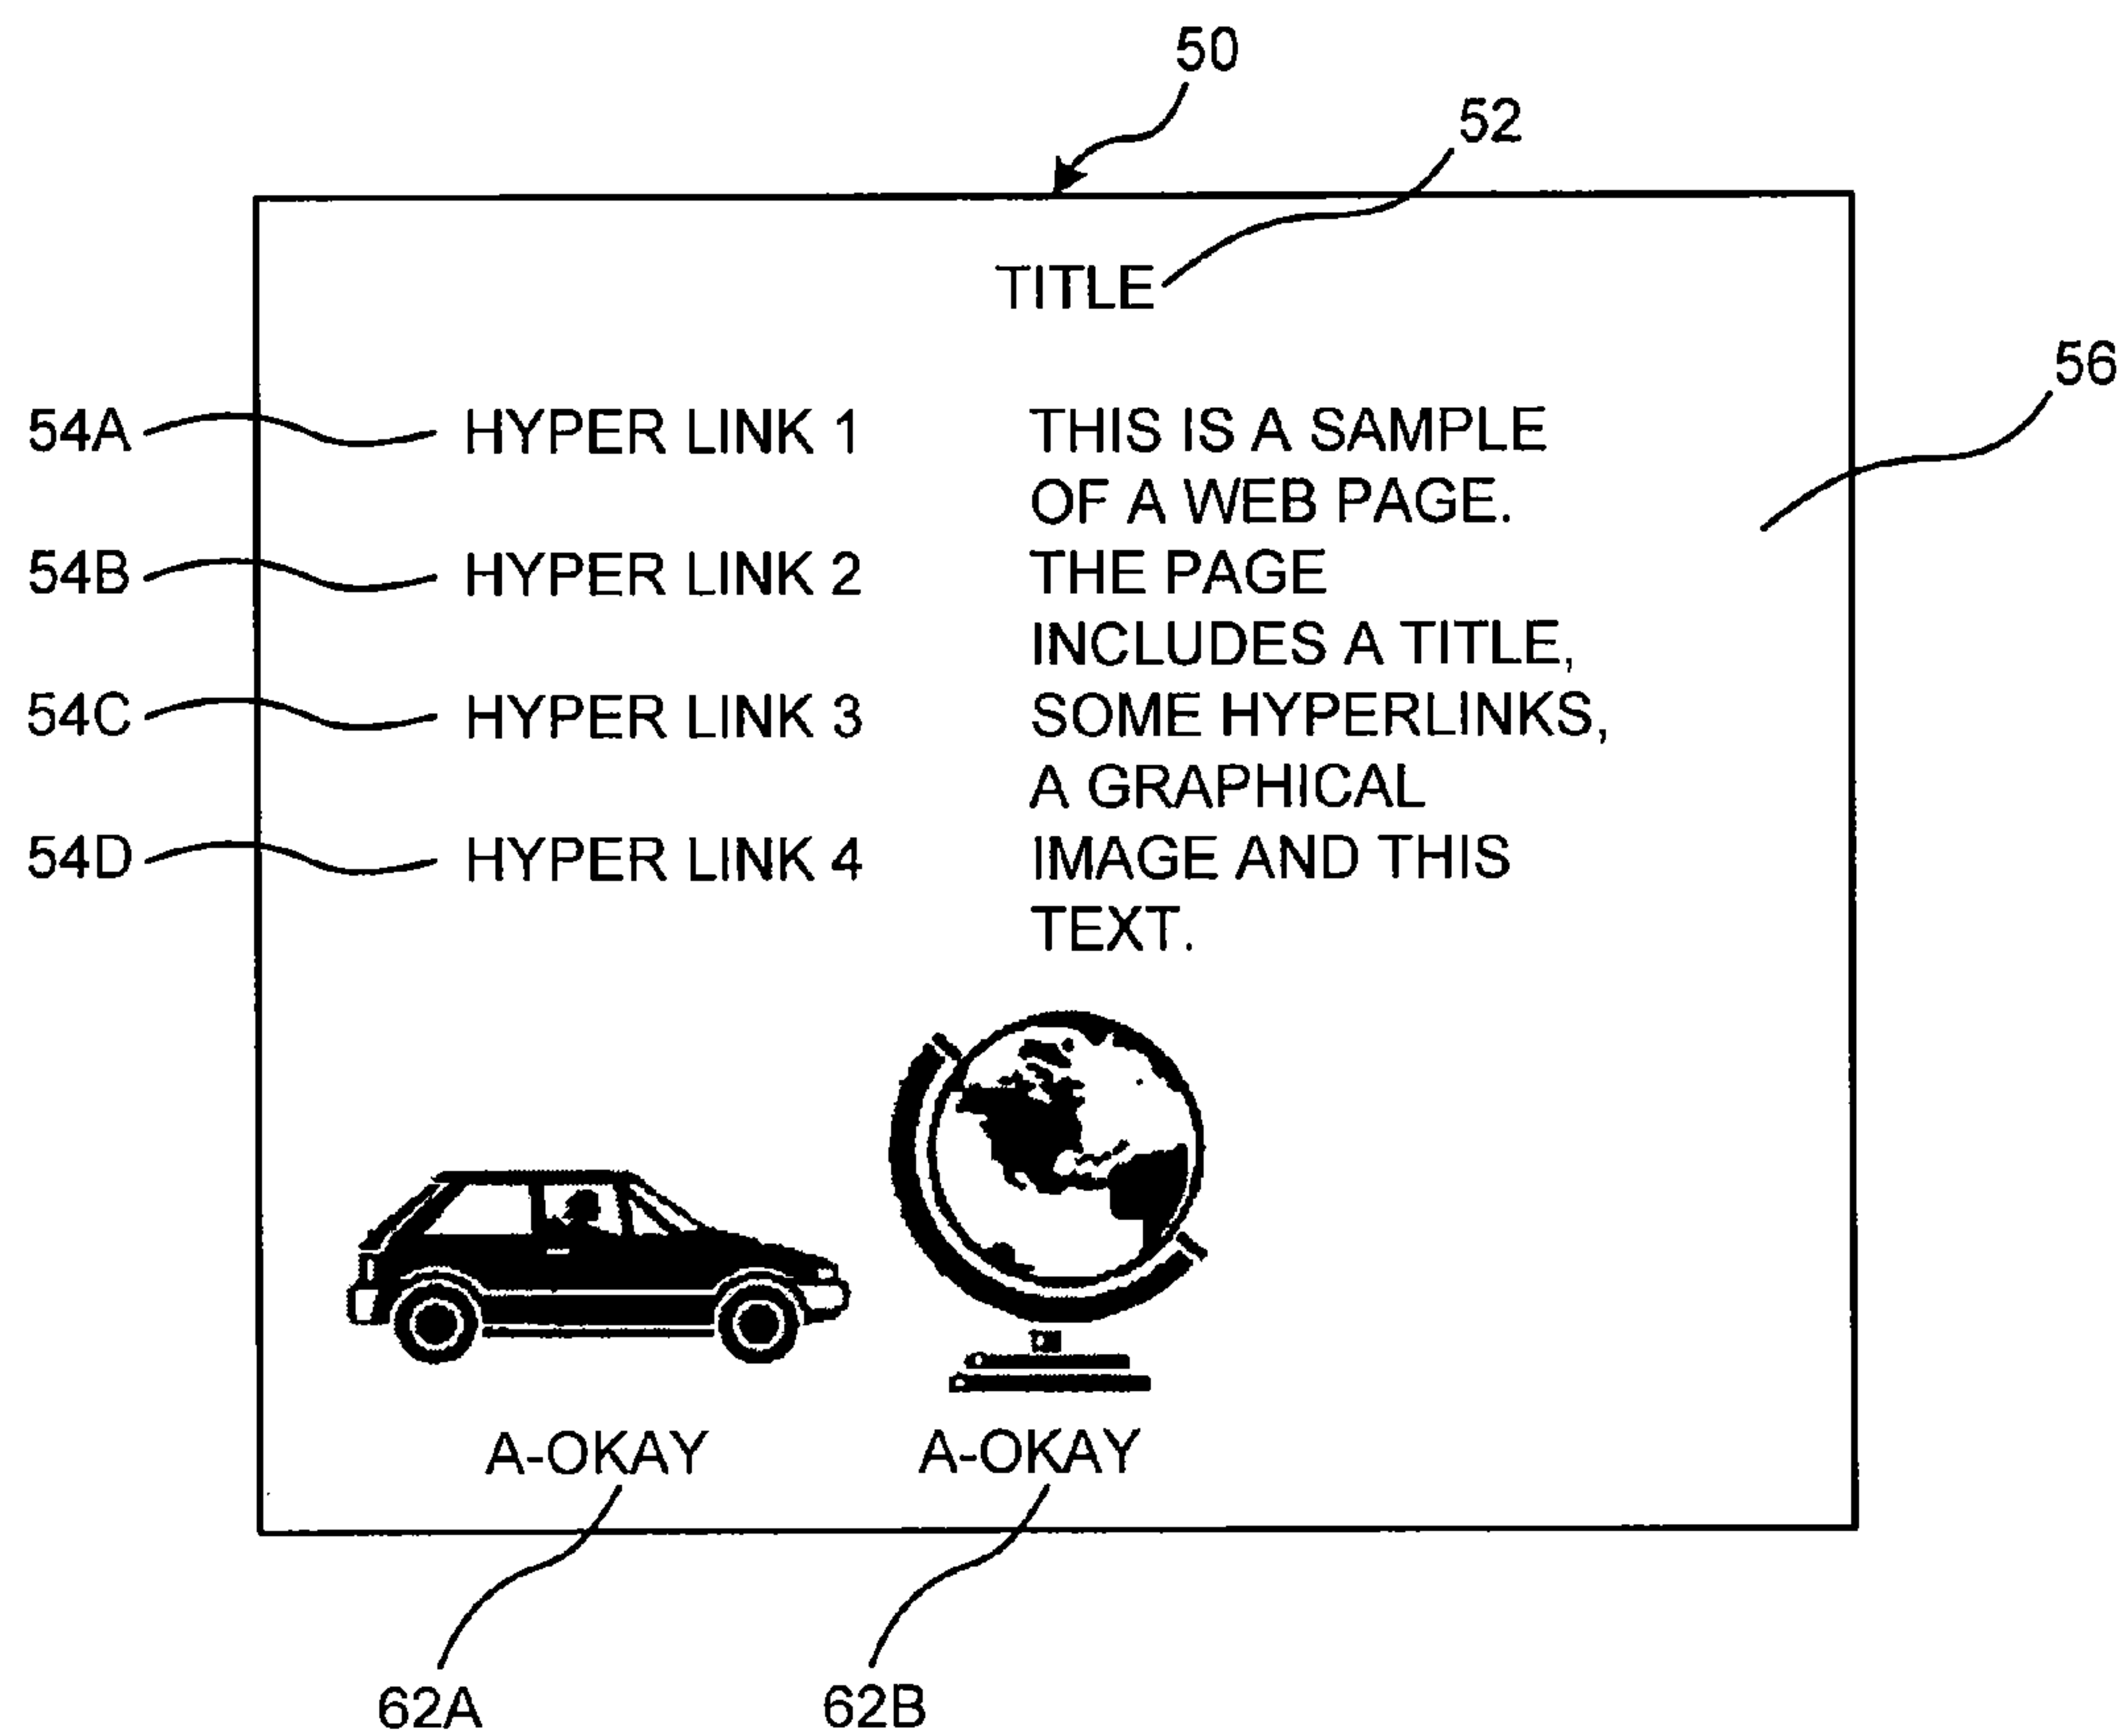 50
52
TITLE
56
54A HYPER LINK 1 THIS IS A SAMPLE
OF A WEB PAGE.
54B HYPER LINK 2 THE PAGE
INCLUDES A TITLE,
54C HYPER LINK 3 SOME HYPERLINKS,
A GRAPHICAL
54D HYPER LINK 4 IMAGE AND THIS
TEXT.
A-OKAY A-OKAY
62A 62B